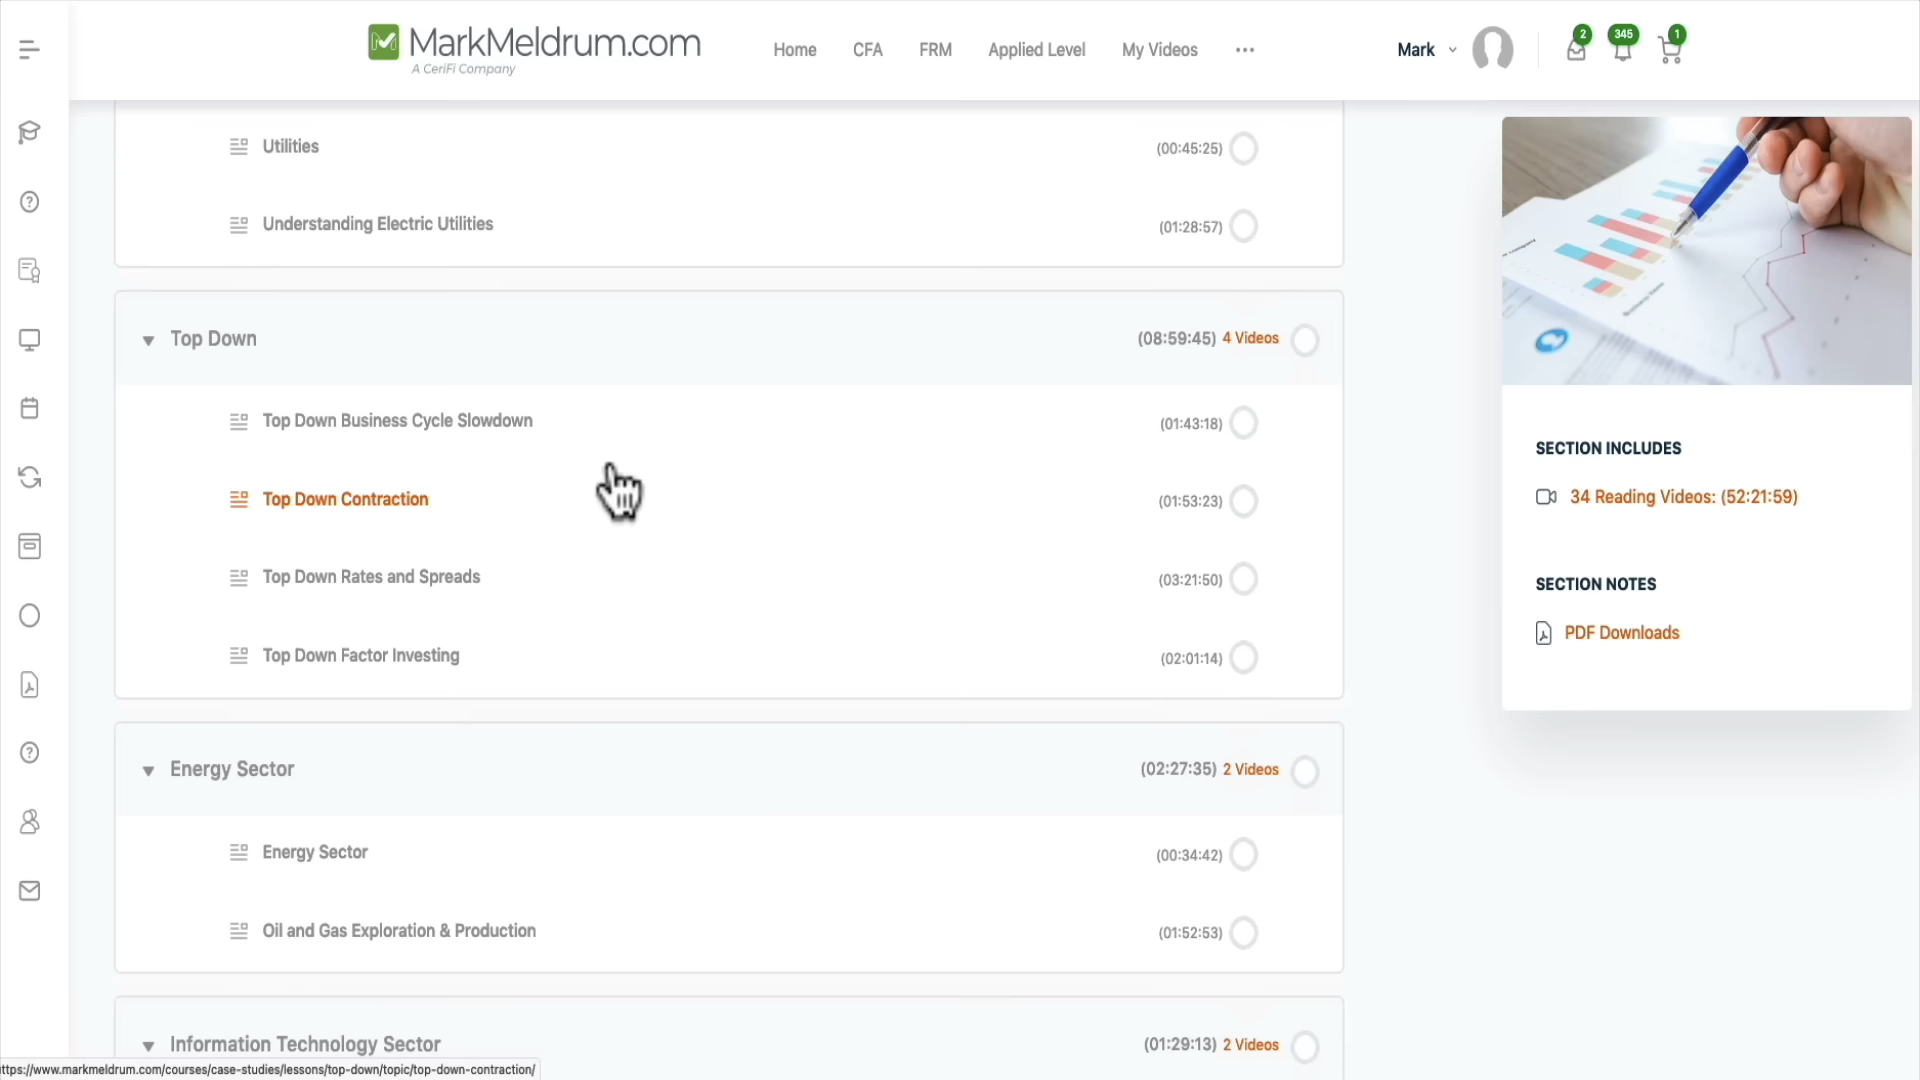 MarkMeldrum.com
A CeriFi Company
Home
CFA
FRM
Applied Level
My Videos
Mark
2
345
1
Utilities (00:45:25)
Understanding Electric Utilities (01:28:57)
Top Down (08:59:45) 4 Videos
Top Down Business Cycle Slowdown (01:43:18)
Top Down Contraction (01:53:23)
Top Down Rates and Spreads (03:21:50)
Top Down Factor Investing (02:01:14)
Energy Sector (02:27:35) 2 Videos
Energy Sector (00:34:42)
Oil and Gas Exploration & Production (01:52:53)
Information Technology Sector (01:29:13) 2 Videos
SECTION INCLUDES
34 Reading Videos: (52:21:59)
SECTION NOTES
PDF Downloads
ttps://www.markmeldrum.com/courses/case-studies/lessons/top-down/topic/top-down-contraction/